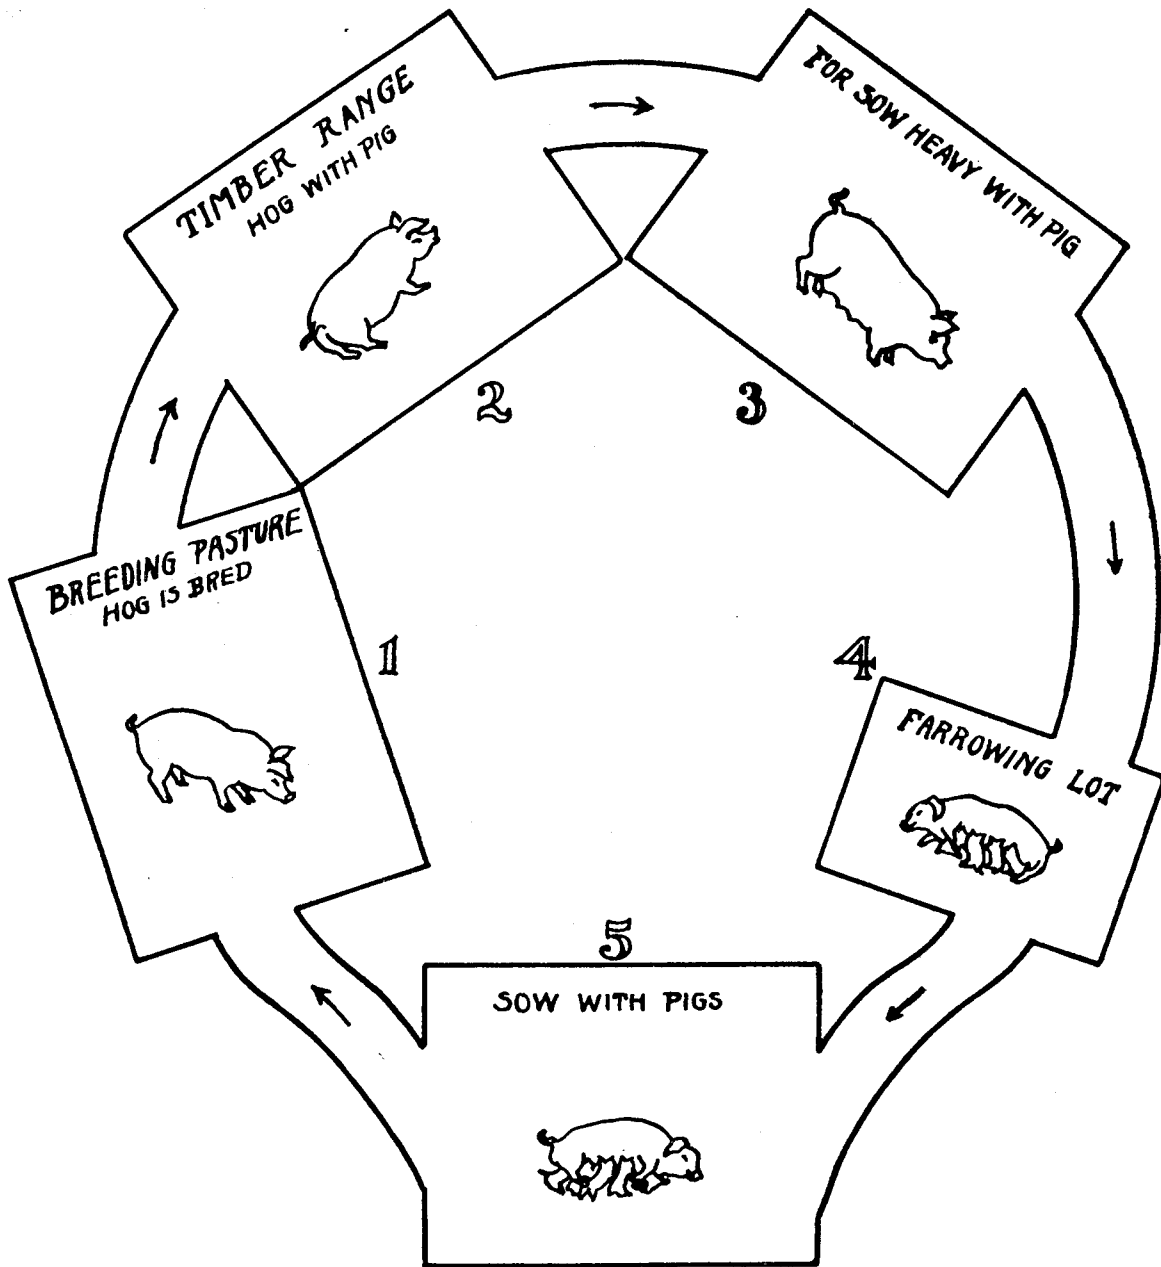 1
BREEDING PASTURE
HOG IS BRED
2
TIMBER RANGE
HOG WITH PIG
3
FOR SOW HEAVY WITH PIG
4
FARROWING LOT
5
SOW WITH PIGS